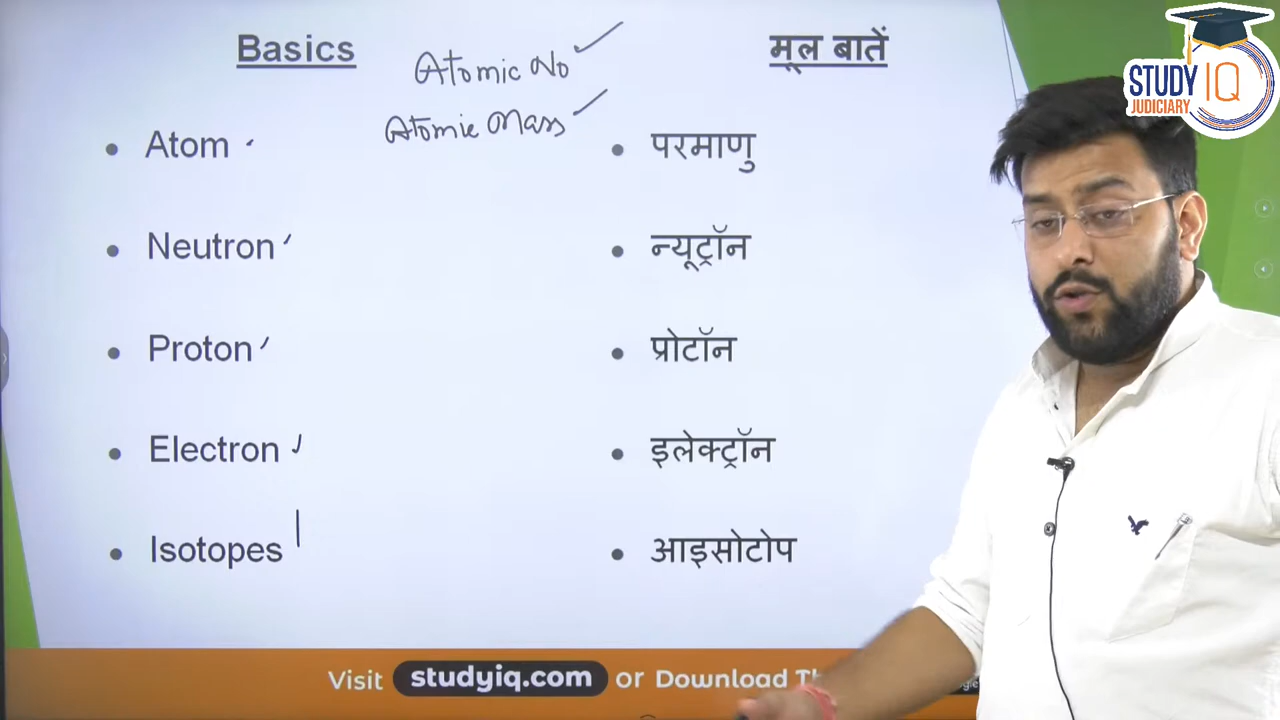 Basics
Atomic No
मूल बातें
Atomic Mass
STUDY IQ
JUDICIARY
Atom
परमाणु
Neutron
न्यूट्रॉन
Proton
प्रोटॉन
Electron
इलेक्ट्रॉन
Isotopes
आइसोटोप
Visit studyiq.com or Download